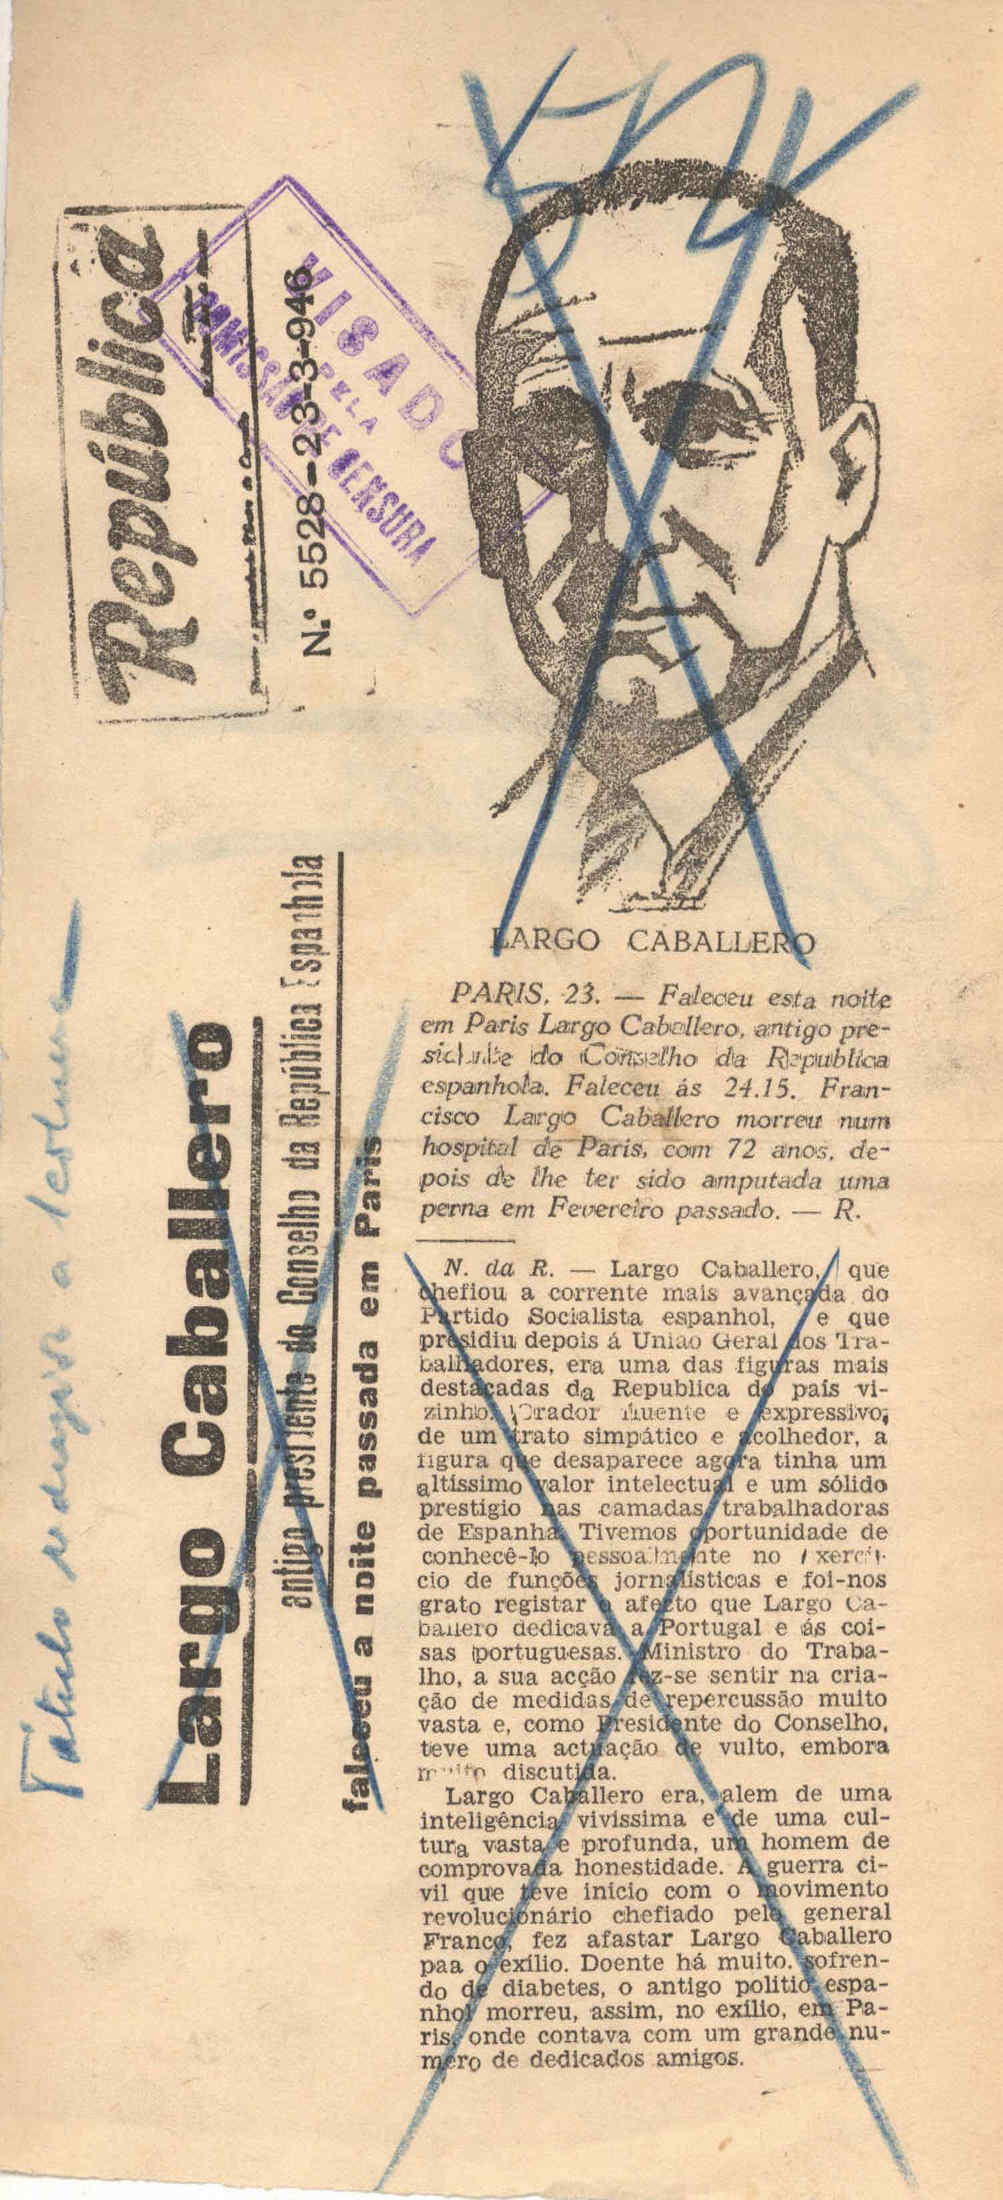 República
N.º 5528-23-3-946
VISADO
PELA
COMISSÃO DE CENSURA
Titulo reduzido a 1 coluna
Largo Caballero
antigo presidente do Conselho da República Espanhola
faleceu a noite passada em Paris
LARGO CABALLERO
PARIS, 23. — Faleceu esta noite
em Paris Largo Caballero, antigo pre-
sidente do Conselho da Republica
espanhola. Faleceu ás 24.15. Fran-
cisco Largo Caballero morreu num
hospital de Paris, com 72 anos, de-
pois de lhe ter sido amputada uma
perna em Fevereiro passado. — R.
N. da R. — Largo Caballero, que
chefiou a corrente mais avançada do
Partido Socialista espanhol, e que
presidiu depois á União Geral dos Tra-
balhadores, era uma das figuras mais
destacadas da Republica do país vi-
zinho. Orador fluente e expressivo,
de um trato simpático e acolhedor, a
figura que desaparece agora tinha um
altissimo valor intelectual e um sólido
prestigio nas camadas trabalhadoras
de Espanha. Tivemos oportunidade de
conhecê-lo pessoalmente no exercí-
cio de funções jornalísticas e foi-nos
grato registar o afecto que Largo Ca-
ballero dedicava a Portugal e ás coi-
sas portuguesas. Ministro do Traba-
lho, a sua acção fez-se sentir na cria-
ção de medidas de repercussão muito
vasta e, como Presidente do Conselho,
teve uma actuação de vulto, embora
muito discutida.
Largo Caballero era, alem de uma
inteligência vivissima e de uma cul-
tura vasta e profunda, um homem de
comprovada honestidade. A guerra ci-
vil que teve inicio com o movimento
revolucionário chefiado pelo general
Franco, fez afastar Largo Caballero
paa o exílio. Doente há muito, sofren-
do de diabetes, o antigo politio espa-
nhol morreu, assim, no exílio, em Pa-
ris, onde contava com um grande nu-
mero de dedicados amigos.